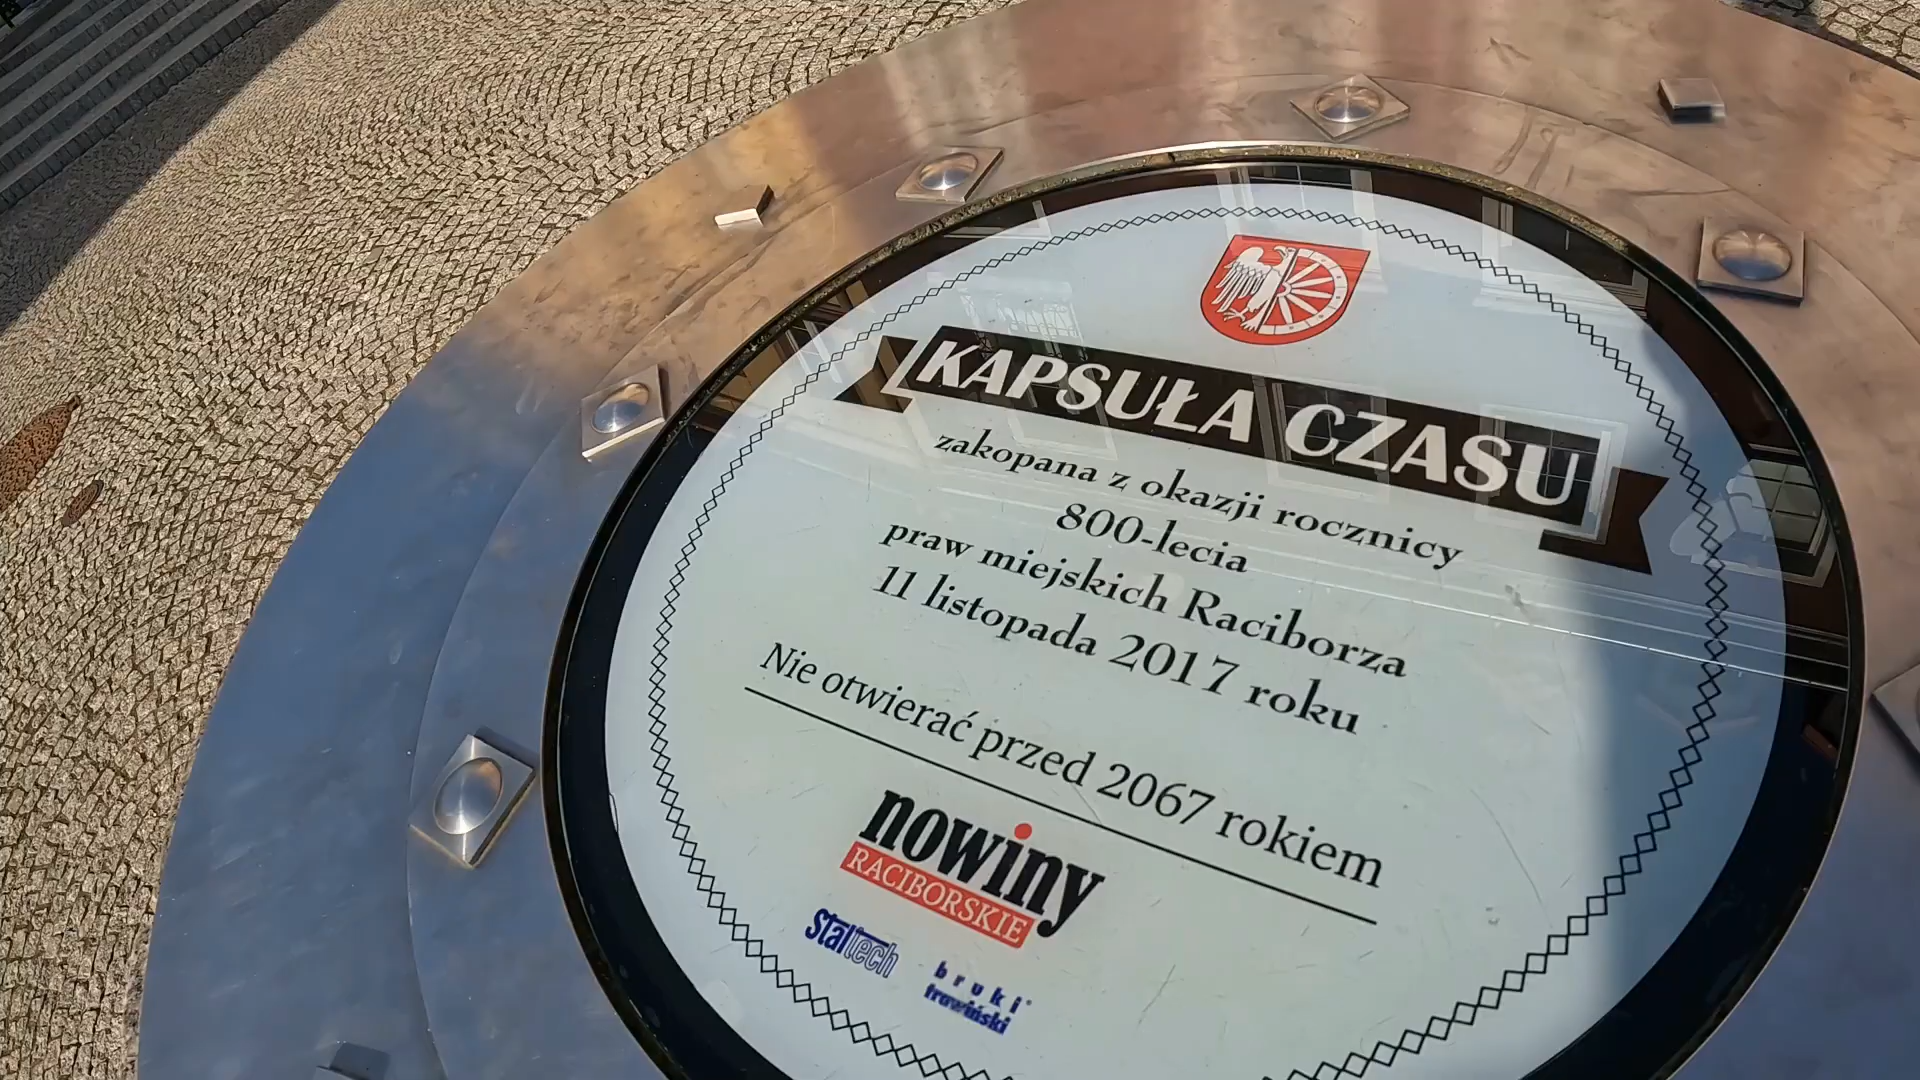 KAPSUŁA CZASU
zakopana z okazji rocznicy
800-lecia
praw miejskich Raciborza
11 listopada 2017 roku
Nie otwierać przed 2067 rokiem
nowiny
RACIBORSKIE
Staltech
bruki